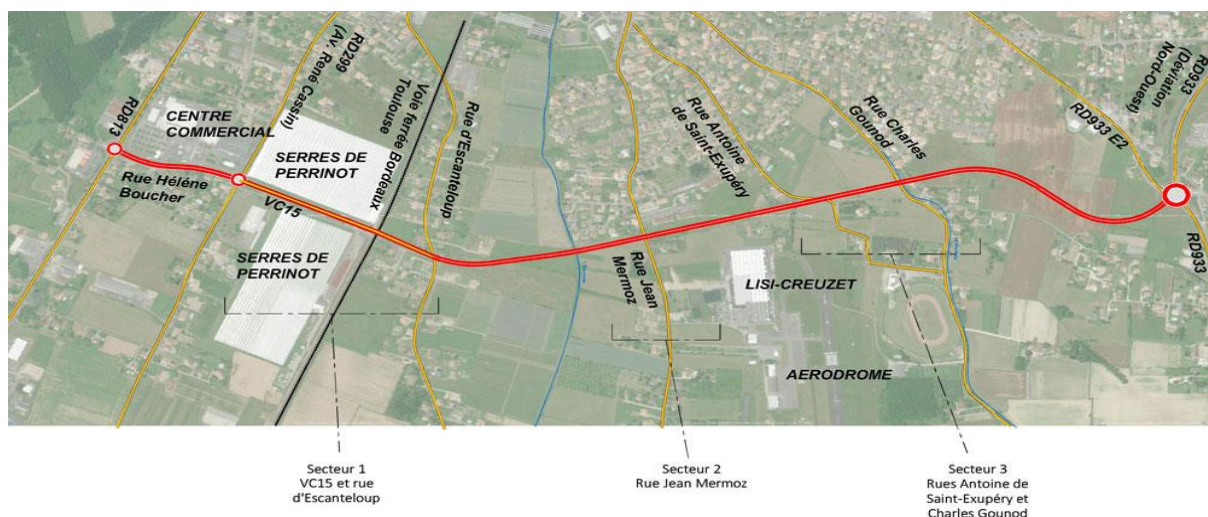 RD813
CENTRE
COMMERCIAL
RD299
(Av. René Cassin)
SERRES DE
PERRINOT
Voie ferrée Bordeaux
Toulouse
Rue d'Escanteloup
Rue Héléne
Boucher
VC15
SERRES DE
PERRINOT
Rue Antoine
de Saint-Exupéry
Rue Charles
Gounod
RD933 E2
RD933
(Déviation
Nord-Ouest)
RD933
Rue Jean
Mermoz
LISI-CREUZET
AERODROME
Secteur 1
VC15 et rue
d'Escanteloup
Secteur 2
Rue Jean Mermoz
Secteur 3
Rues Antoine de
Saint-Exupéry et
Charles Gounod